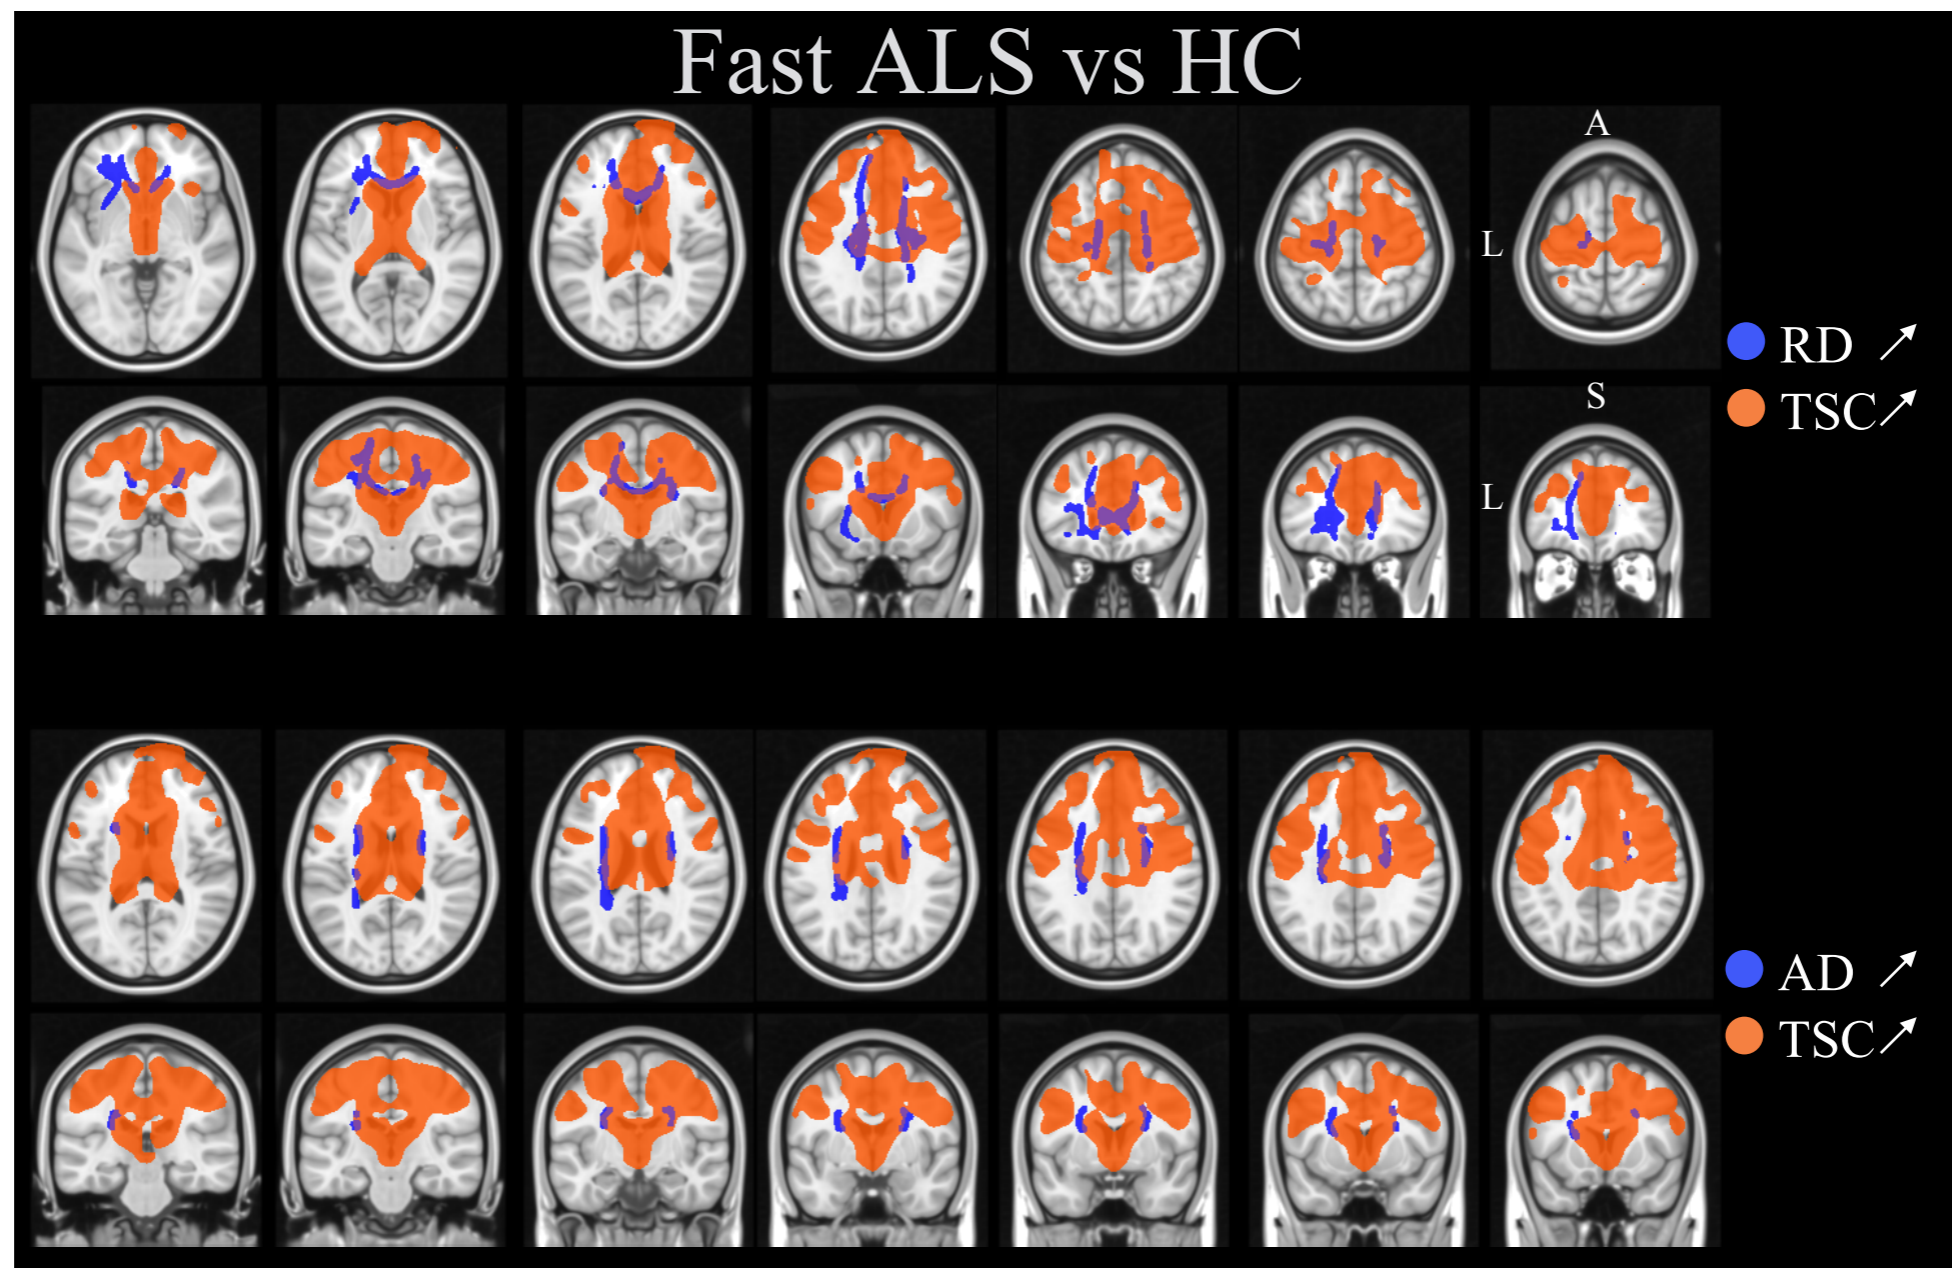 Fast ALS vs HC
A
L
RD ↗
TSC ↗
S
L
AD ↗
TSC ↗